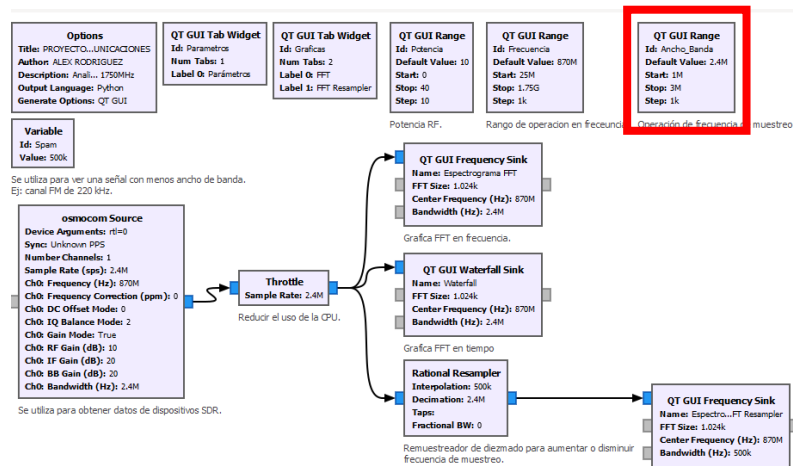 Options
Title: PROYECTO...UNICACIONES
Author: ALEX RODRIGUEZ
Description: Anali... 1750MHz
Output Language: Python
Generate Options: QT GUI
QT GUI Tab Widget
Id: Parametros
Num Tabs: 1
Label 0: Parámetros
QT GUI Tab Widget
Id: Graficas
Num Tabs: 2
Label 0: FFT
Label 1: FFT Resampler
QT GUI Range
Id: Potencia
Default Value: 10
Start: 0
Stop: 40
Step: 10
Potencia RF.
QT GUI Range
Id: Frecuencia
Default Value: 870M
Start: 25M
Stop: 1.75G
Step: 1k
Rango de operacion en freceuncia
QT GUI Range
Id: Ancho_Banda
Default Value: 2.4M
Start: 1M
Stop: 3M
Step: 1k
Operación de frecuencia de muestreo
Variable
Id: Spam
Value: 500k
Se utiliza para ver una señal con menos ancho de banda.
Ej: canal FM de 220 kHz.
osmocom Source
Device Arguments: rtl=0
Sync: Unknown PPS
Number Channels: 1
Sample Rate (sps): 2.4M
Ch0: Frequency (Hz): 870M
Ch0: Frequency Correction (ppm): 0
Ch0: DC Offset Mode: 0
Ch0: IQ Balance Mode: 2
Ch0: Gain Mode: True
Ch0: RF Gain (dB): 10
Ch0: IF Gain (dB): 20
Ch0: BB Gain (dB): 20
Ch0: Bandwidth (Hz): 2.4M
Se utiliza para obtener datos de dispositivos SDR.
Throttle
Sample Rate: 2.4M
Reducir el uso de la CPU.
QT GUI Frequency Sink
Name: Espectrograma FFT
FFT Size: 1.024k
Center Frequency (Hz): 870M
Bandwidth (Hz): 2.4M
Grafica FFT en frecuencia.
QT GUI Waterfall Sink
Name: Waterfall
FFT Size: 1.024k
Center Frequency (Hz): 870M
Bandwidth (Hz): 2.4M
Grafica FFT en tiempo
Rational Resampler
Interpolation: 500k
Decimation: 2.4M
Taps:
Fractional BW: 0
Remuestreador de diezmado para aumentar o disminuir
frecuencia de muestreo.
QT GUI Frequency Sink
Name: Espectro...FT Resampler
FFT Size: 1.024k
Center Frequency (Hz): 870M
Bandwidth (Hz): 500k